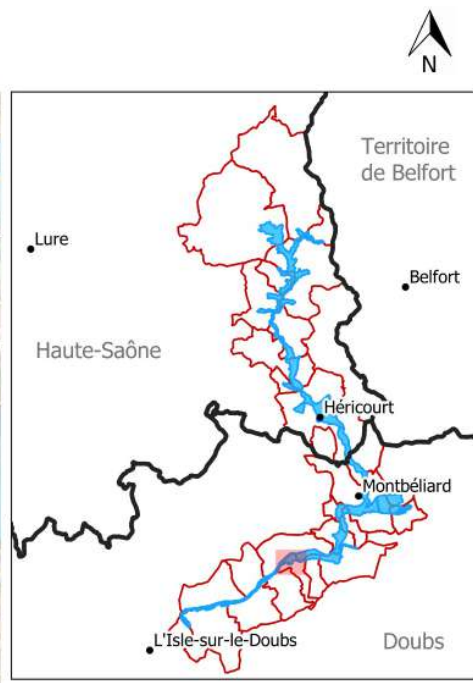 N
Territoire
de Belfort
Lure
Belfort
Haute-Saône
Héricourt
Montbéliard
L'Isle-sur-le-Doubs
Doubs